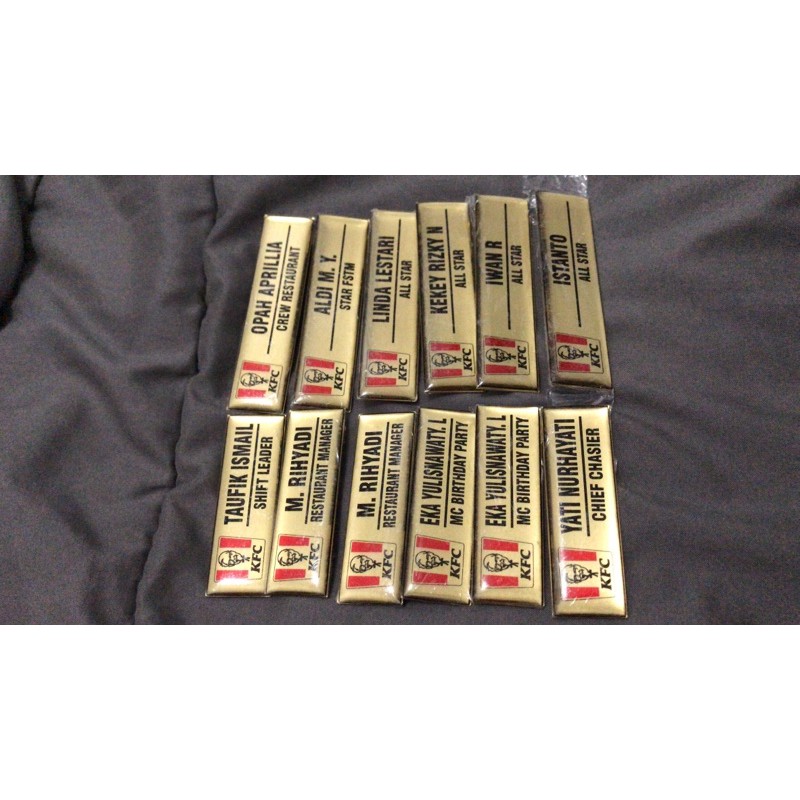 OPAH APRILLIA
CREW RESTAURANT
KFC
ALDI M. Y.
STAR FSTM
KFC
LINDA LESTARI
ALL STAR
KFC
KEKEY RIZKY N
ALL STAR
KFC
IWAN R
ALL STAR
KFC
ISTANTO
ALL STAR
KFC
TAUFIK ISMAIL
SHIFT LEADER
KFC
M. RIHYADI
RESTAURANT MANAGER
KFC
M. RIHYADI
RESTAURANT MANAGER
KFC
EKA YULISNAWATY. L
MC BIRTHDAY PARTY
KFC
EKA YULISNAWATY. L
MC BIRTHDAY PARTY
KFC
YATI NURHAYATI
CHIEF CHASIER
KFC